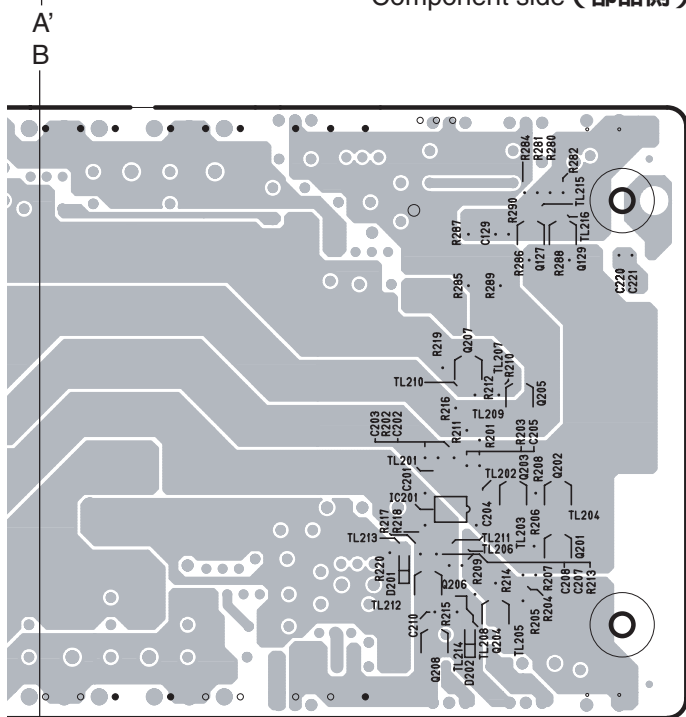 Component side (部品側)
A'
B
R284
R281
R280
R282
TL215
TL216
R290
R287
C129
R286
Q127
R288
Q129
C220
C221
R285
R289
R219
Q207
TL207
R210
TL210
R212
Q205
R216
TL209
C203
R202
C202
R211
R201
R203
C205
TL201
C201
TL202
Q203
R208
Q202
IC201
C204
TL203
R206
TL204
R217
R218
TL213
TL211
TL206
Q201
R220
D201
R209
R214
R207
C208
C207
R213
TL212
Q206
R204
R205
C210
R215
Q208
TL214
D202
TL208
Q204
TL205